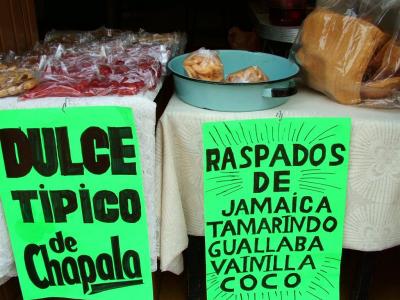 DULCE
TiPiCO
de
Chapala
RASPADOS
DE
JAMAiCA
TAMARINDO
GUALLABA
VAiNiLLA
COCO